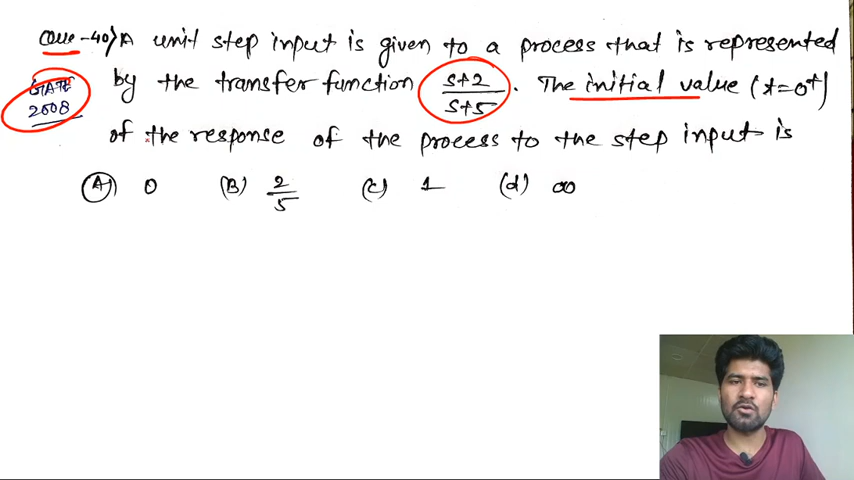 Que-40) A unit step input is given to a process that is represented
GATE 2008
by the transfer function s+2/s+5. The initial value (t=0+)
of the response of the process to the step input is
(A) 0 (B) 2/5 (C) 1 (d) ∞